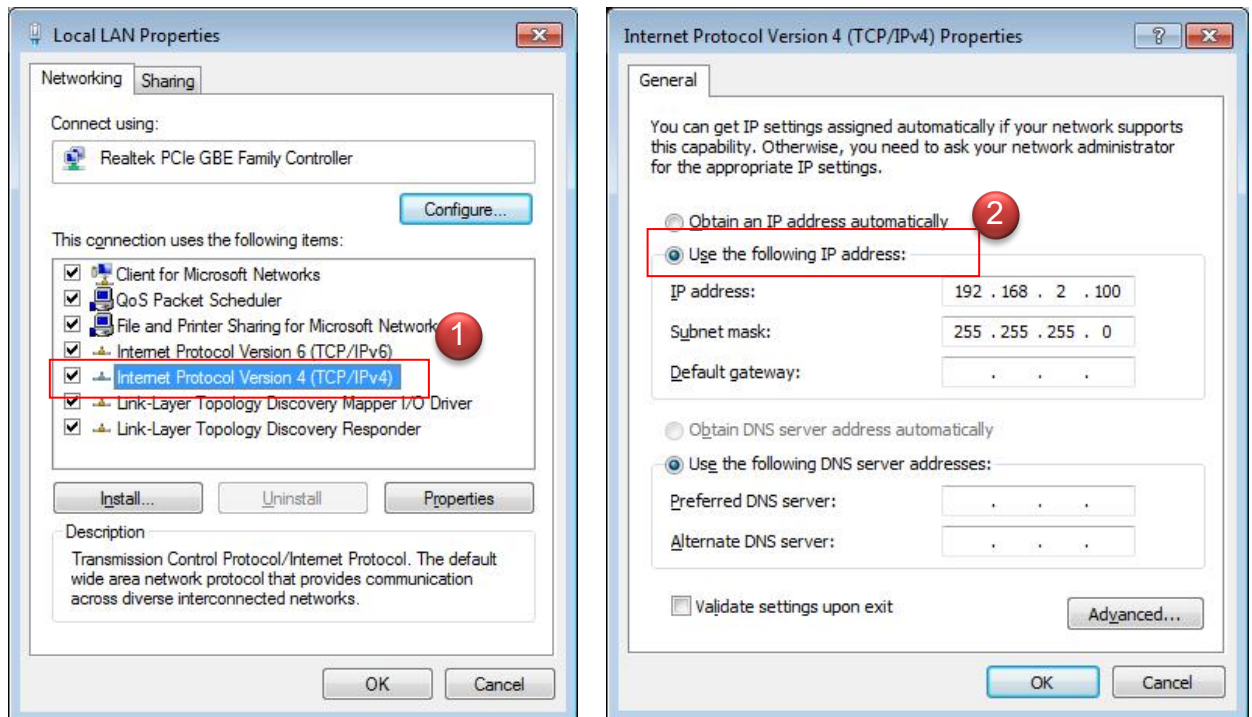 Local LAN Properties
Networking
Sharing
Connect using:
Realtek PCIe GBE Family Controller
Configure...
This connection uses the following items:
Client for Microsoft Networks
QoS Packet Scheduler
File and Printer Sharing for Microsoft Network
1
Internet Protocol Version 6 (TCP/IPv6)
Internet Protocol Version 4 (TCP/IPv4)
Link-Layer Topology Discovery Mapper I/O Driver
Link-Layer Topology Discovery Responder
Install...
Uninstall
Properties
Description
Transmission Control Protocol/Internet Protocol. The default
wide area network protocol that provides communication
across diverse interconnected networks.
OK
Cancel
Internet Protocol Version 4 (TCP/IPv4) Properties
General
You can get IP settings assigned automatically if your network supports
this capability. Otherwise, you need to ask your network administrator
for the appropriate IP settings.
Obtain an IP address automatically
2
Use the following IP address:
IP address: 192 . 168 . 2 . 100
Subnet mask: 255 . 255 . 255 . 0
Default gateway: . . .
Obtain DNS server address automatically
Use the following DNS server addresses:
Preferred DNS server: . . .
Alternate DNS server: . . .
Validate settings upon exit
Advanced...
OK
Cancel